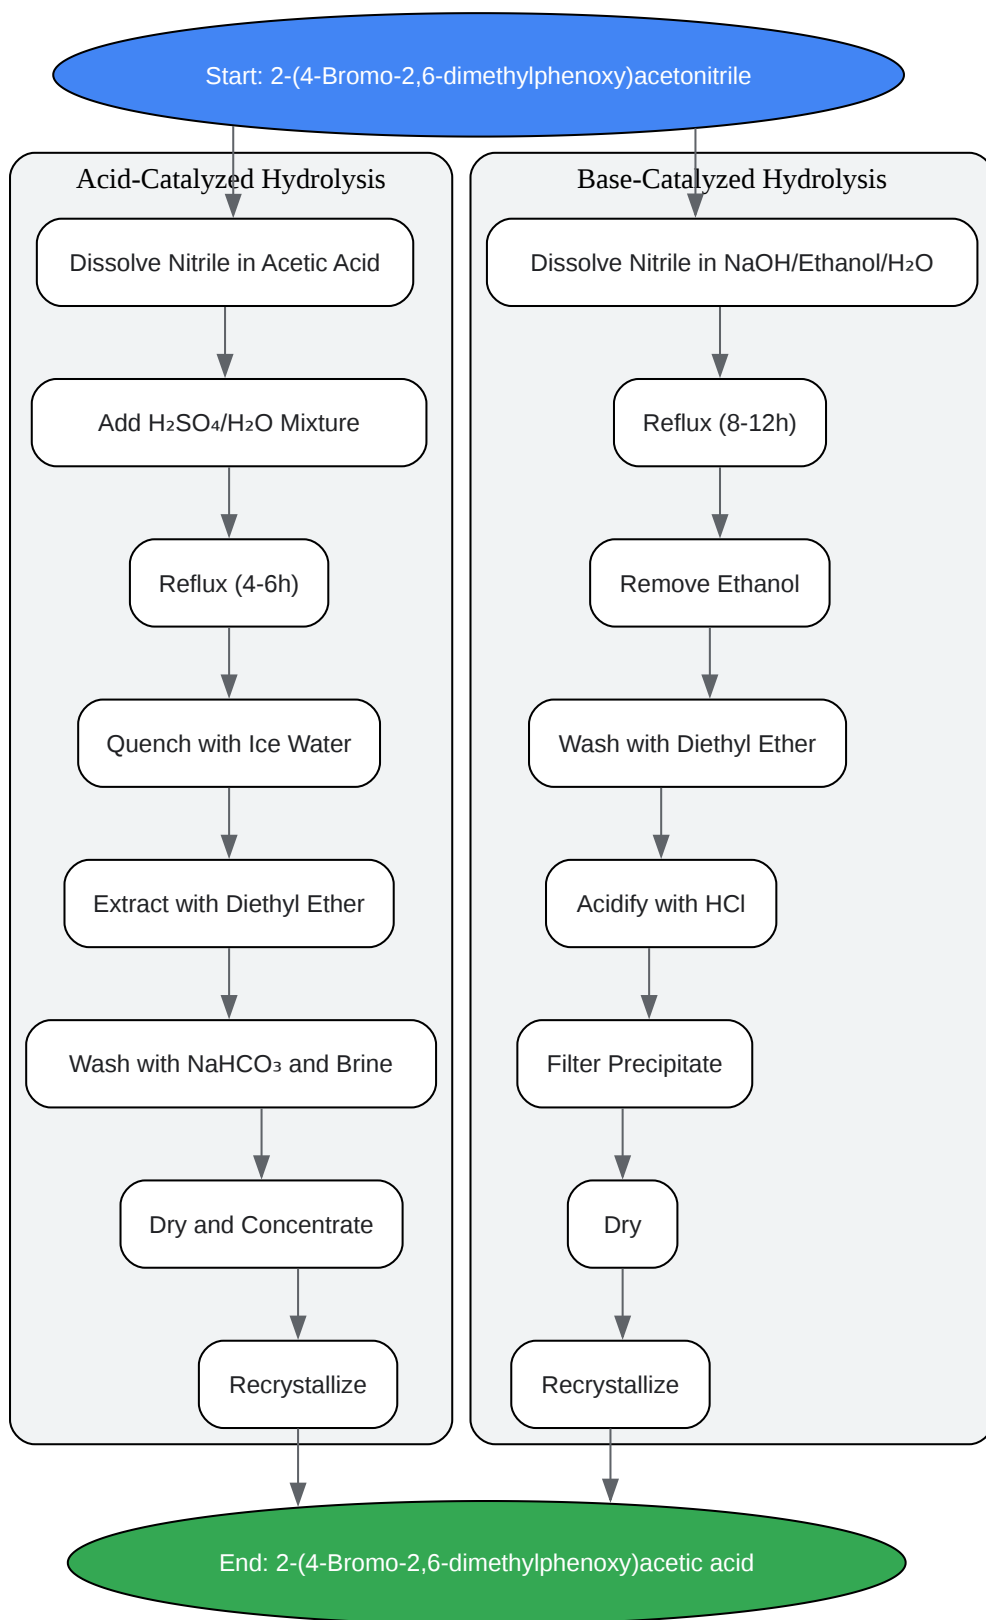 Start: 2-(4-Bromo-2,6-dimethylphenoxy)acetonitrile
Acid-Catalyzed Hydrolysis
Dissolve Nitrile in Acetic Acid
Add H₂SO₄/H₂O Mixture
Reflux (4-6h)
Quench with Ice Water
Extract with Diethyl Ether
Wash with NaHCO₃ and Brine
Dry and Concentrate
Recrystallize
Base-Catalyzed Hydrolysis
Dissolve Nitrile in NaOH/Ethanol/H₂O
Reflux (8-12h)
Remove Ethanol
Wash with Diethyl Ether
Acidify with HCl
Filter Precipitate
Dry
Recrystallize
End: 2-(4-Bromo-2,6-dimethylphenoxy)acetic acid